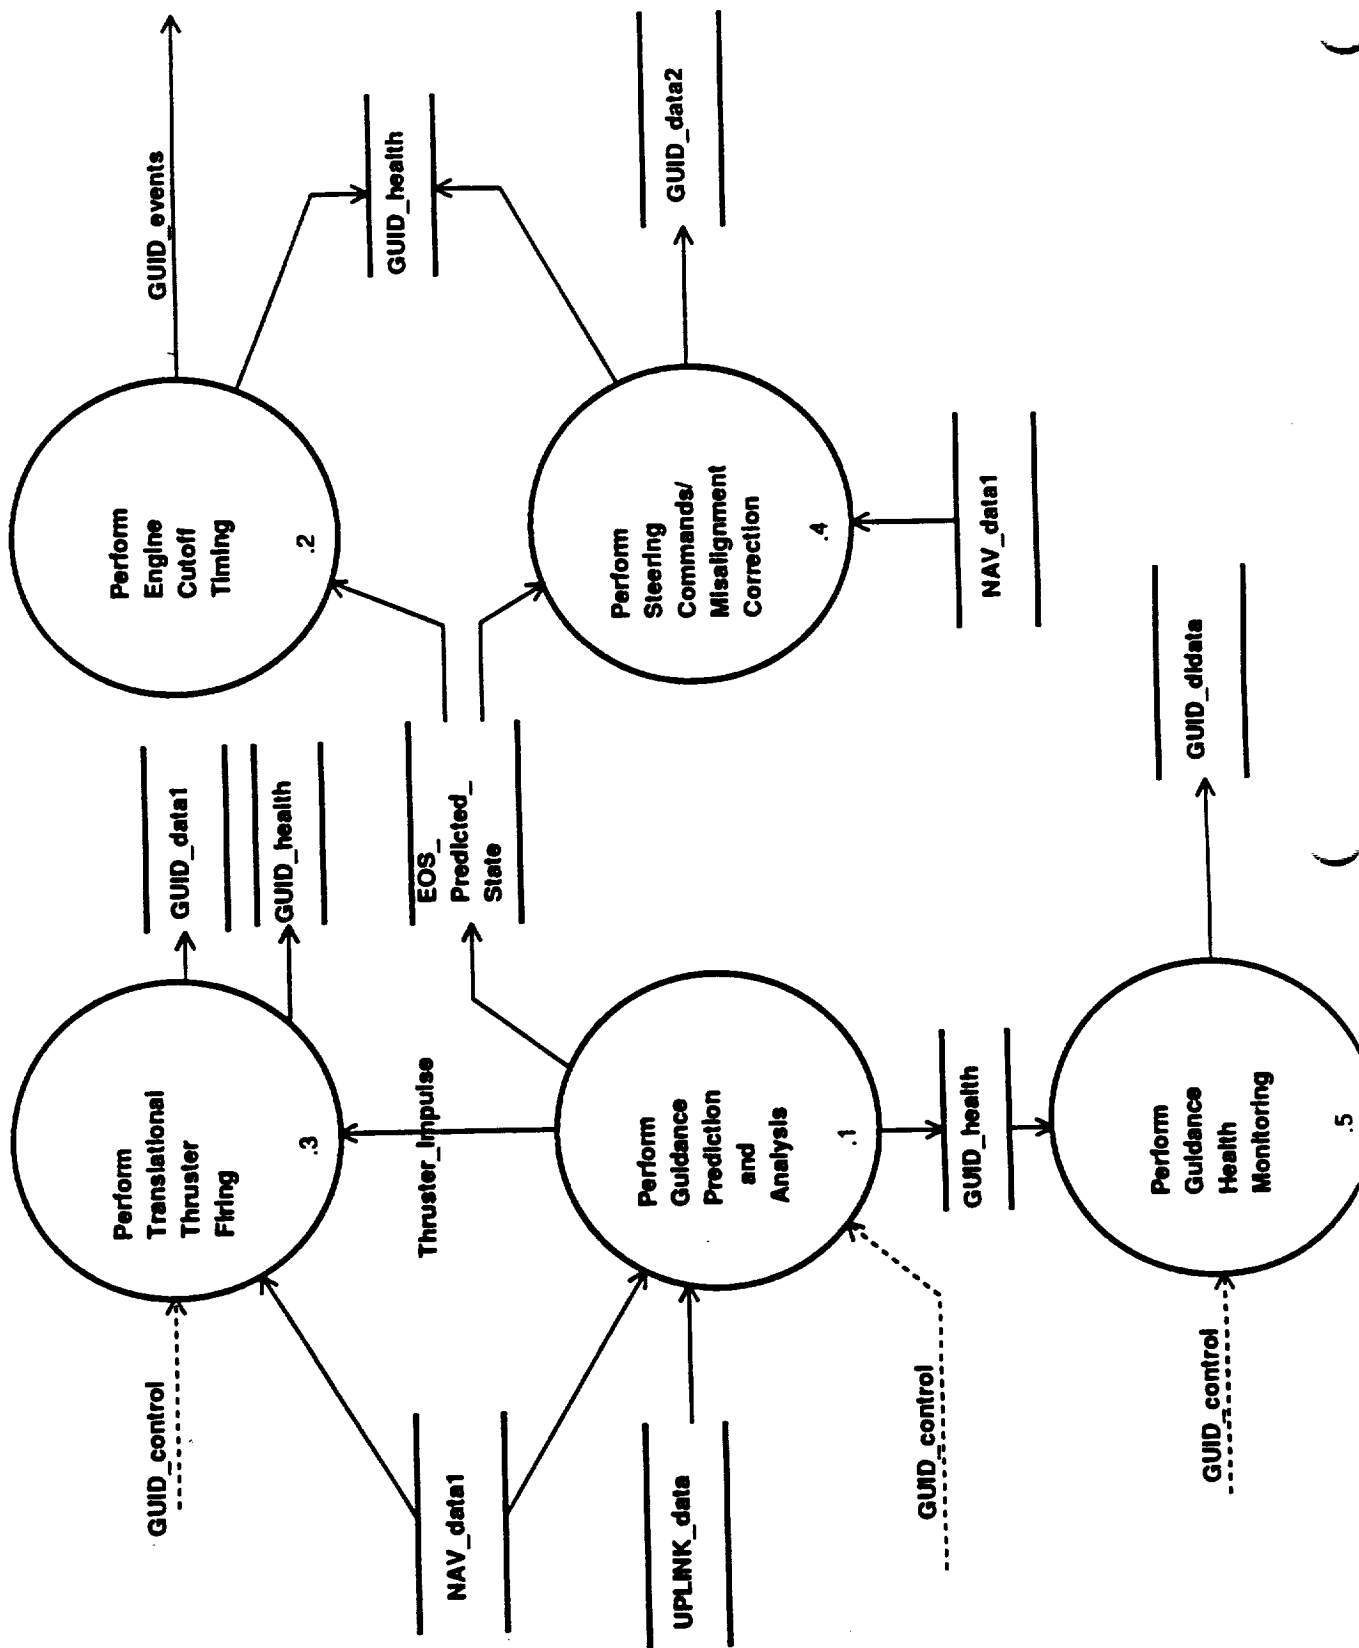 GUID_control
Perform
Translational
Thruster
Firing
.3
GUID_data1
GUID_health
Perform
Engine
Cutoff
Timing
.2
GUID_events
GUID_health
NAV_data1
Thruster_Impulse
EOS_
Predicted_
State
UPLINK_data
Perform
Guidance
Prediction
and
Analysis
.1
Perform
Steering
Commands/
Misalignment
Correction
.4
GUID_data2
GUID_control
GUID_health
NAV_data1
GUID_control
Perform
Guidance
Health
Monitoring
.5
GUID_dldata